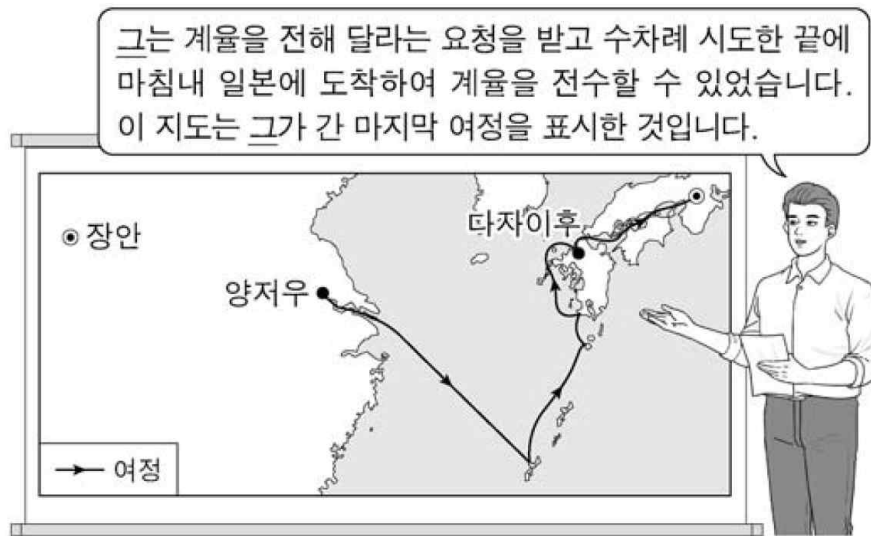 그는 계율을 전해 달라는 요청을 받고 수차례 시도한 끝에
마침내 일본에 도착하여 계율을 전수할 수 있었습니다.
이 지도는 그가 간 마지막 여정을 표시한 것입니다.
다자이후
장안
양저우
여정